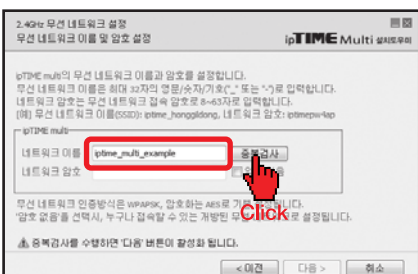 2.4GHz 무선 네트워크 설정
무선 네트워크 이름 및 암호 설정
ipTIME Multi 설치도우미
ipTIME multi의 무선 네트워크 이름과 암호를 설정합니다.
무선 네트워크 이름은 최대 32자의 영문/숫자/기호("_" 또는 "-")로 입력합니다.
네트워크 암호는 무선 네트워크 접속 암호로 8~63자로 입력합니다.
(예) 무선 네트워크 이름(SSID): iptime_honggildong, 네트워크 암호: iptimepw4ap
ipTIME multi
네트워크 이름 iptime_multi_example 중복검사
네트워크 암호
Click
무선 네트워크 인증방식은 WPAPSK, 암호화는 AES로
'암호 없음'을 선택시, 누구나 접속할 수 있는 개방된 로 설정됩니다.
중복검사를 수행하면 '다음' 버튼이 활성화 됩니다.
< 이전 다음 > 취소